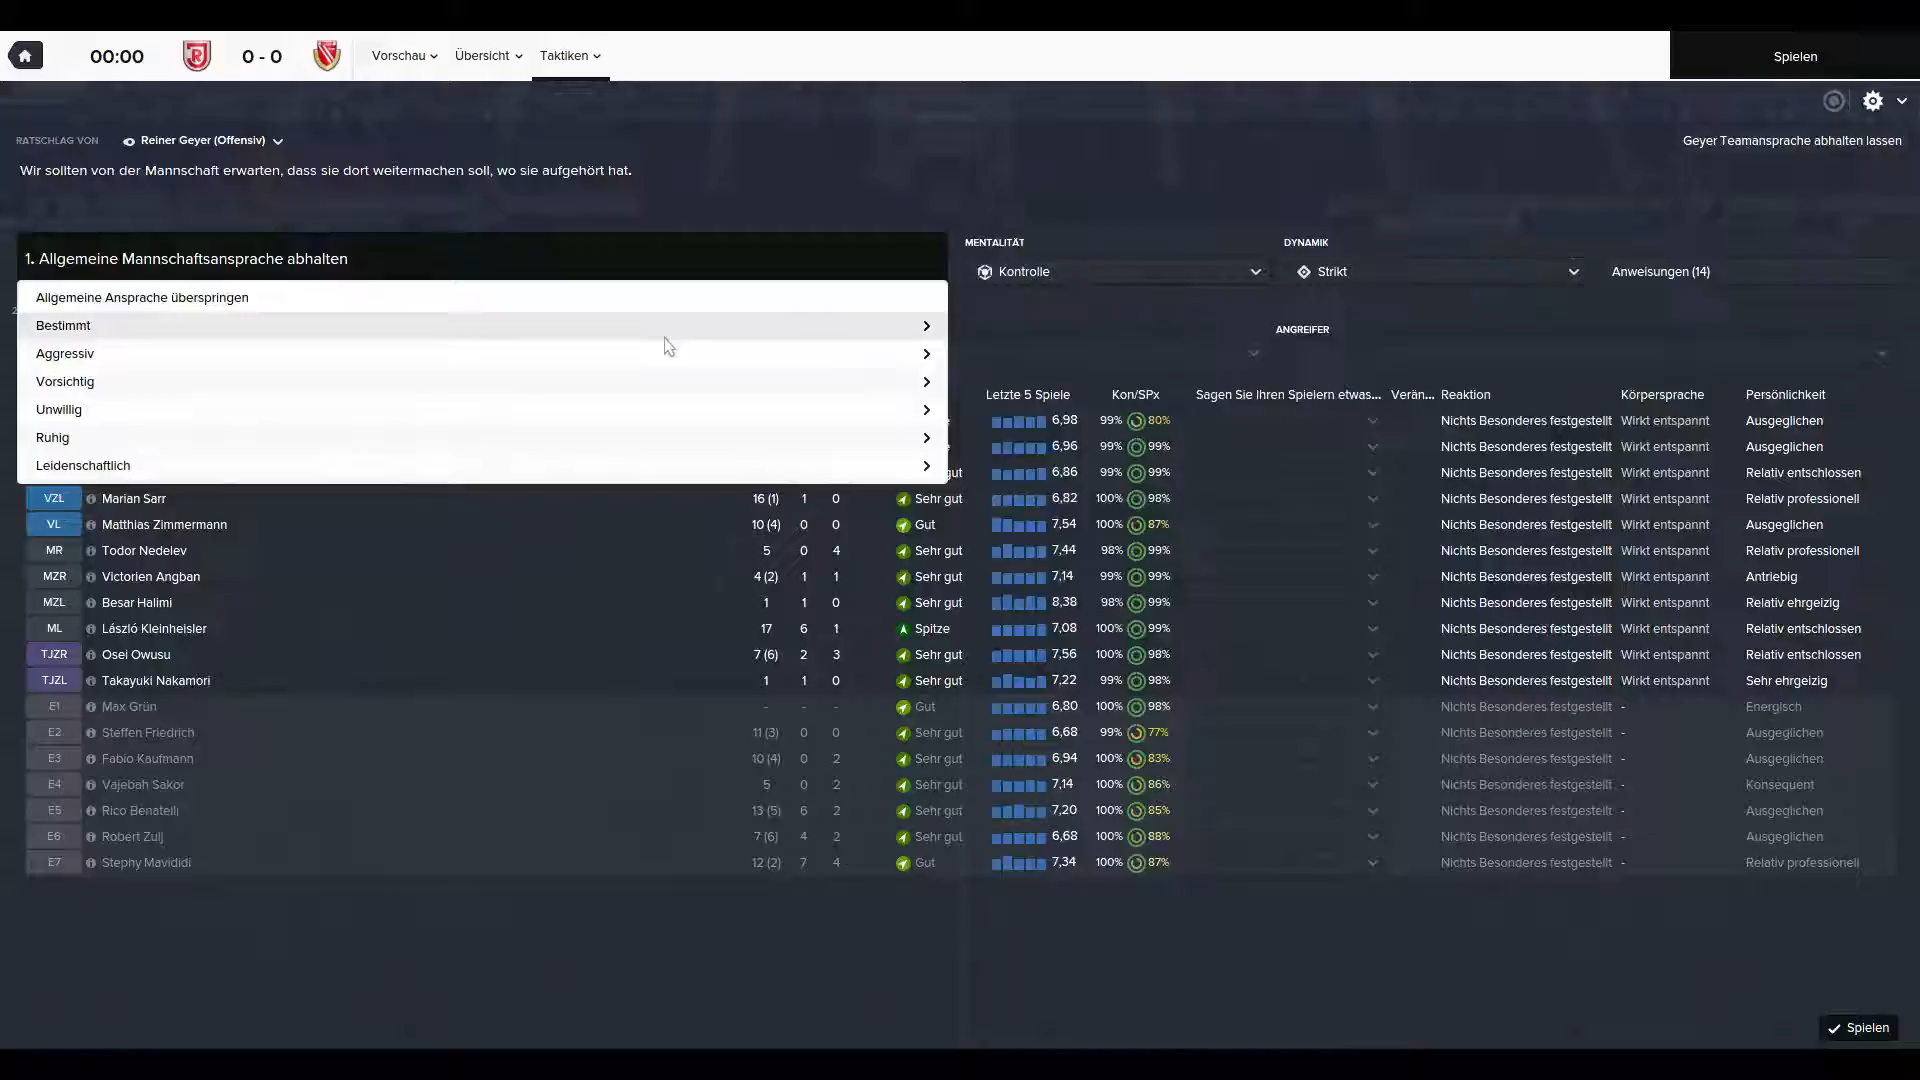 00:00 0 - 0 Vorschau Übersicht Taktiken Spielen
RATSCHLAG VON Reiner Geyer (Offensiv) Geyer Teamansprache abhalten lassen
Wir sollten von der Mannschaft erwarten, dass sie dort weitermachen soll, wo sie aufgehört hat.
MENTALITÄT DYNAMIK
1. Allgemeine Mannschaftsansprache abhalten Kontrolle Strikt Anweisungen (14)
Allgemeine Ansprache überspringen
Bestimmt ANGREIFER
Aggressiv
Vorsichtig Letzte 5 Spiele Kon/SPx Sagen Sie Ihren Spielern etwas... Verän... Reaktion Körpersprache Persönlichkeit
Unwillig 6,98 99% 80% Nichts Besonderes festgestellt Wirkt entspannt Ausgeglichen
Ruhig 6,96 99% 99% Nichts Besonderes festgestellt Wirkt entspannt Ausgeglichen
Leidenschaftlich gut 6,86 99% 99% Nichts Besonderes festgestellt Wirkt entspannt Relativ entschlossen
VZL Marian Sarr 16 (1) 1 0 Sehr gut 6,82 100% 98% Nichts Besonderes festgestellt Wirkt entspannt Relativ professionell
VL Matthias Zimmermann 10 (4) 0 0 Gut 7,54 100% 87% Nichts Besonderes festgestellt Wirkt entspannt Ausgeglichen
MR Todor Nedelev 5 0 4 Sehr gut 7,44 98% 99% Nichts Besonderes festgestellt Wirkt entspannt Relativ professionell
MZR Victorien Angban 4 (2) 1 1 Sehr gut 7,14 99% 99% Nichts Besonderes festgestellt Wirkt entspannt Antriebig
MZL Besar Halimi 1 1 0 Sehr gut 8,38 98% 99% Nichts Besonderes festgestellt Wirkt entspannt Relativ ehrgeizig
ML László Kleinheisler 17 6 1 Spitze 7,08 100% 99% Nichts Besonderes festgestellt Wirkt entspannt Relativ entschlossen
TJZR Osei Owusu 7 (6) 2 3 Sehr gut 7,56 100% 98% Nichts Besonderes festgestellt Wirkt entspannt Relativ entschlossen
TJZL Takayuki Nakamori 1 1 0 Sehr gut 7,22 99% 98% Nichts Besonderes festgestellt Wirkt entspannt Sehr ehrgeizig
E1 Max Grün - - - Gut 6,80 100% 98% Nichts Besonderes festgestellt - Energisch
E2 Steffen Friedrich 11 (3) 0 0 Sehr gut 6,68 99% 77% Nichts Besonderes festgestellt - Ausgeglichen
E3 Fabio Kaufmann 10 (4) 0 2 Sehr gut 6,94 100% 83% Nichts Besonderes festgestellt - Ausgeglichen
E4 Vajebah Sakor 5 0 2 Sehr gut 7,14 100% 86% Nichts Besonderes festgestellt - Konsequent
E5 Rico Benatelli 13 (5) 6 2 Sehr gut 7,20 100% 85% Nichts Besonderes festgestellt - Ausgeglichen
E6 Robert Zulj 7 (6) 4 2 Sehr gut 6,68 100% 88% Nichts Besonderes festgestellt - Ausgeglichen
E7 Stephy Mavididi 12 (2) 7 4 Gut 7,34 100% 87% Nichts Besonderes festgestellt - Relativ professionell
Spielen